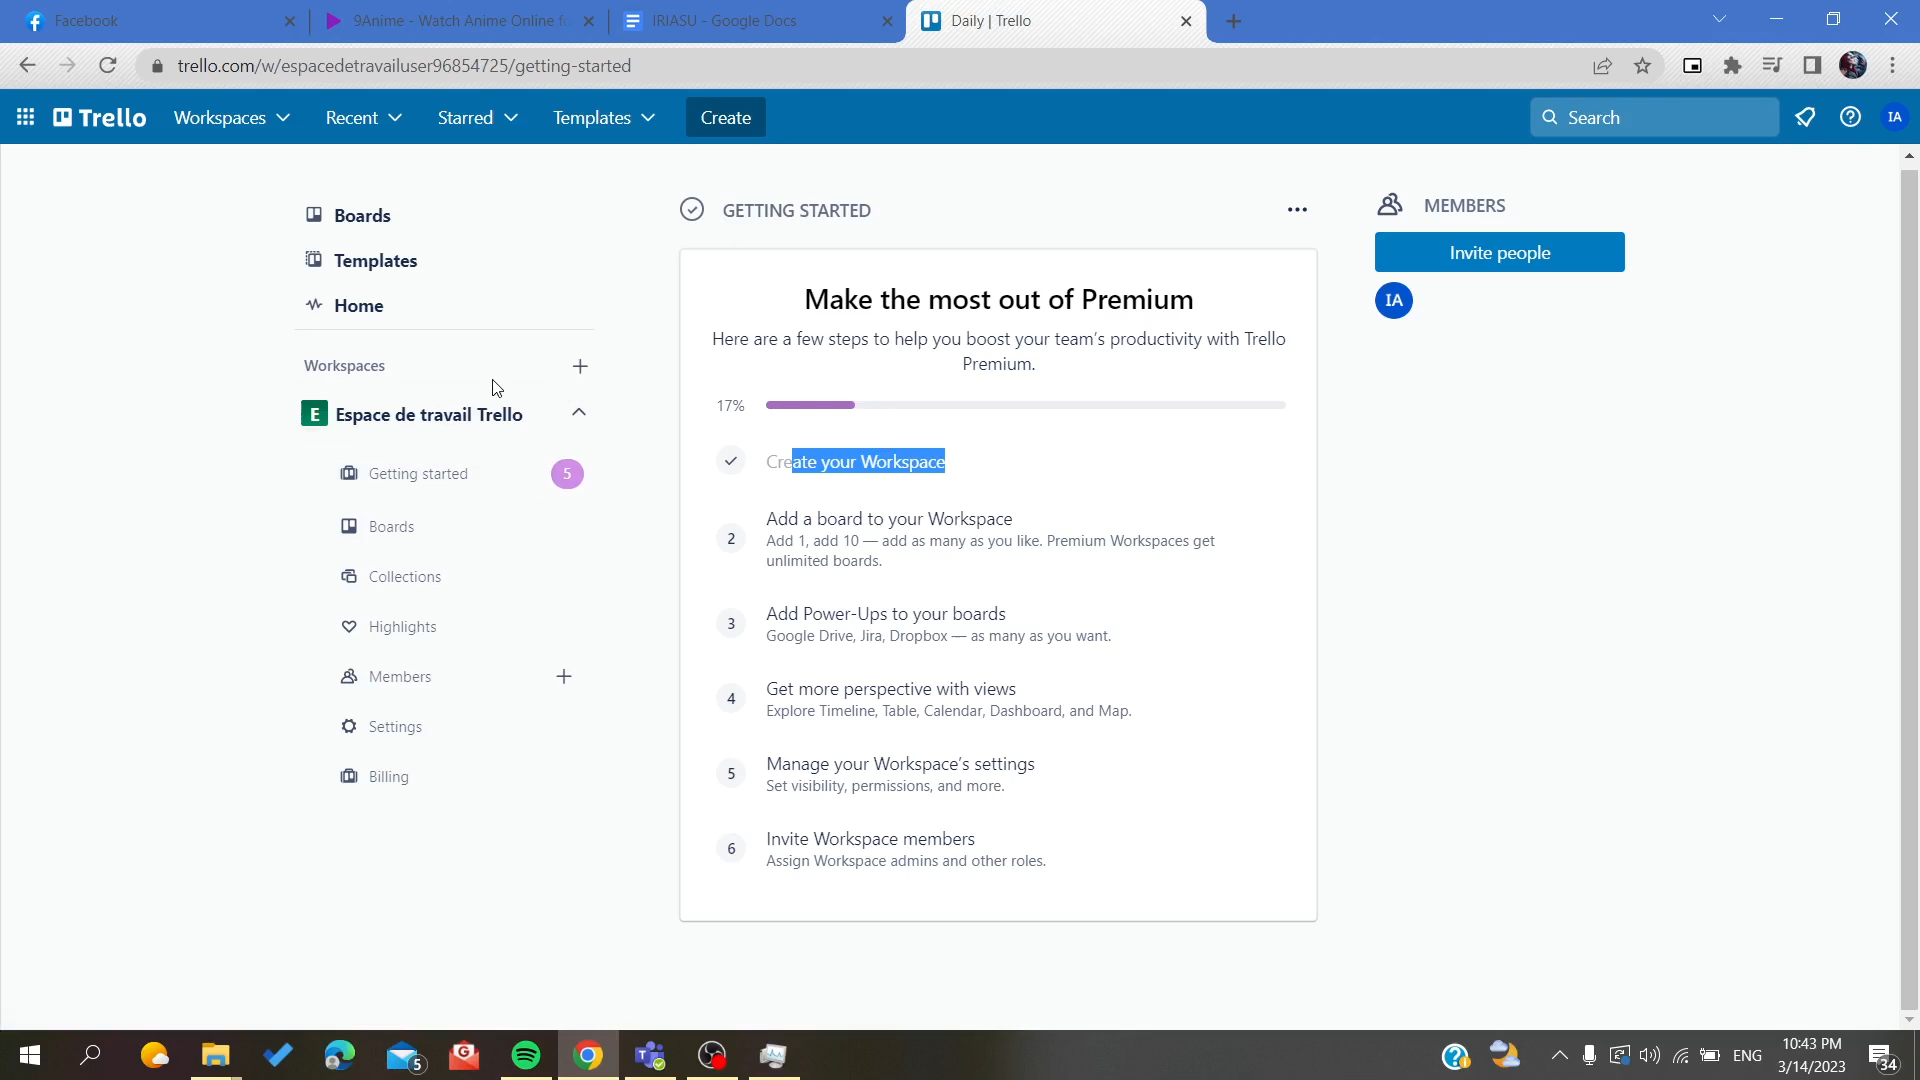 Facebook
9Anime - Watch Anime Online fo
IRIASU - Google Docs
Daily | Trello
trello.com/w/espacedetravailuser96854725/getting-started
Trello
Workspaces
Recent
Starred
Templates
Create
Search
IA
Boards
Templates
Home
Workspaces
E Espace de travail Trello
Getting started
5
Boards
Collections
Highlights
Members
Settings
Billing
GETTING STARTED
Make the most out of Premium
Here are a few steps to help you boost your team's productivity with Trello
Premium.
17%
Create your Workspace
2
Add a board to your Workspace
Add 1, add 10 — add as many as you like. Premium Workspaces get
unlimited boards.
3
Add Power-Ups to your boards
Google Drive, Jira, Dropbox — as many as you want.
4
Get more perspective with views
Explore Timeline, Table, Calendar, Dashboard, and Map.
5
Manage your Workspace's settings
Set visibility, permissions, and more.
6
Invite Workspace members
Assign Workspace admins and other roles.
MEMBERS
Invite people
IA
5
G
ENG
10:43 PM
3/14/2023
34